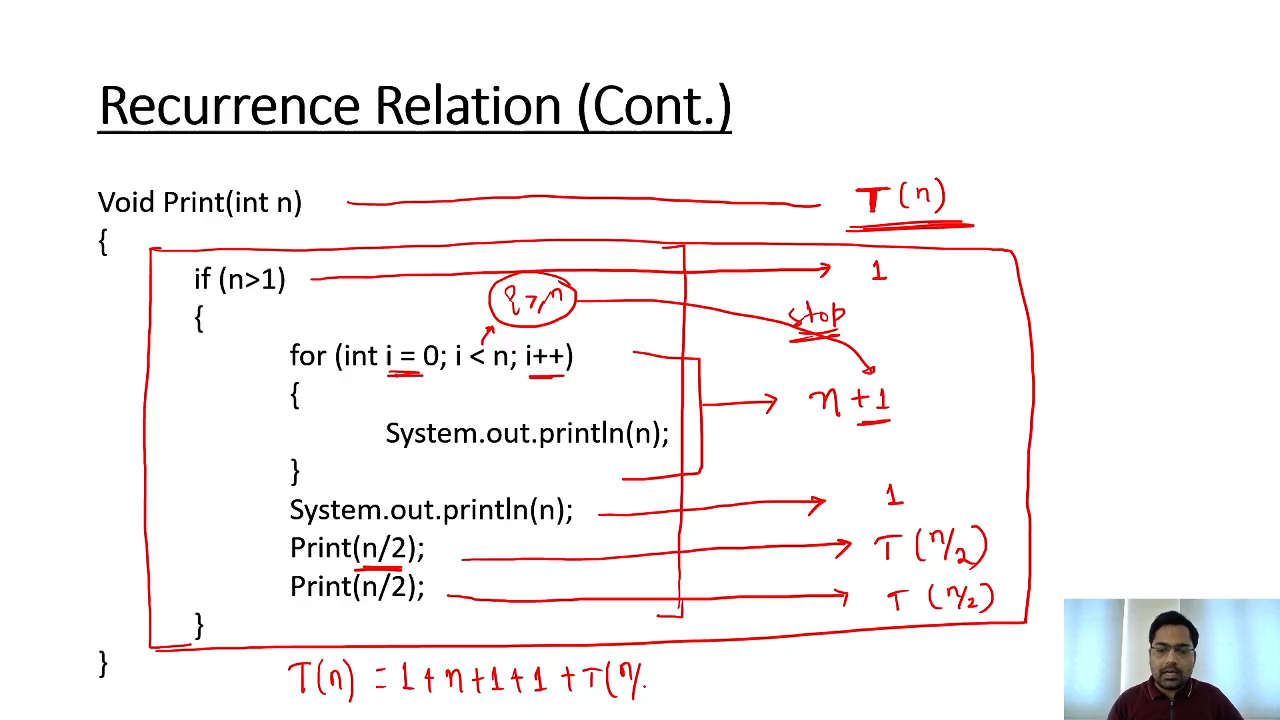 Recurrence Relation (Cont.)
Void Print(int n) T(n)
{
if (n>1) 1
{ i >, n stop
for (int i = 0; i < n; i++)
{ n + 1
System.out.println(n);
}
System.out.println(n); 1
Print(n/2); T(n/2)
Print(n/2); T(n/2)
}
}
T(n) = 1 + n + 1 + 1 + T(n/